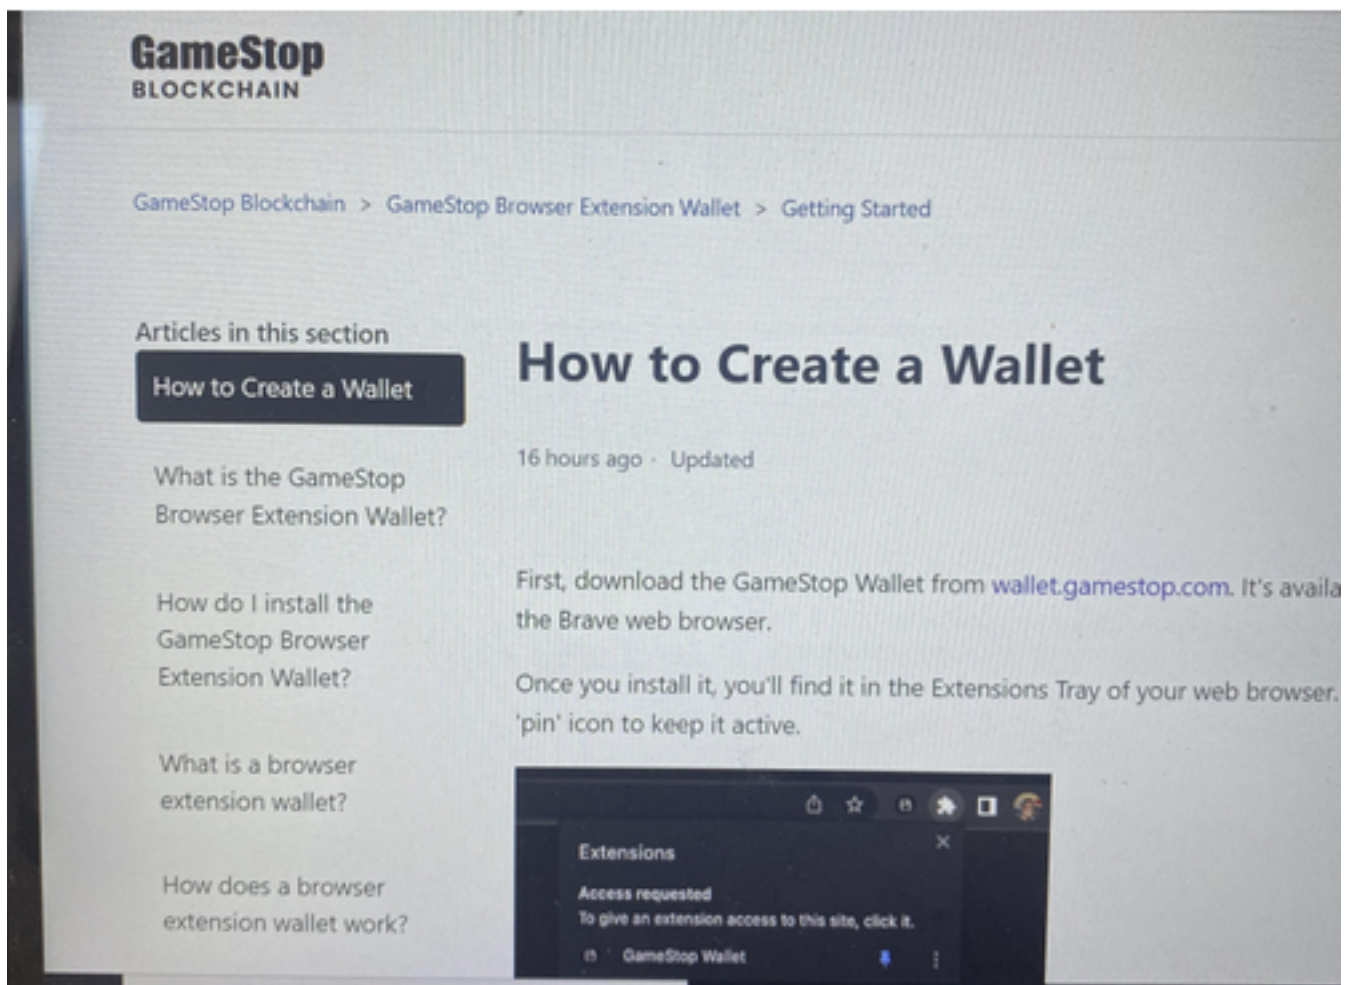 GameStop
BLOCKCHAIN
GameStop Blockchain > GameStop Browser Extension Wallet > Getting Started
Articles in this section
How to Create a Wallet
What is the GameStop
Browser Extension Wallet?
How do I install the
GameStop Browser
Extension Wallet?
What is a browser
extension wallet?
How does a browser
extension wallet work?
How to Create a Wallet
16 hours ago · Updated
First, download the GameStop Wallet from wallet.gamestop.com. It's availa
the Brave web browser.
Once you install it, you'll find it in the Extensions Tray of your web browser.
'pin' icon to keep it active.
Extensions
Access requested
To give an extension access to this site, click it.
GameStop Wallet